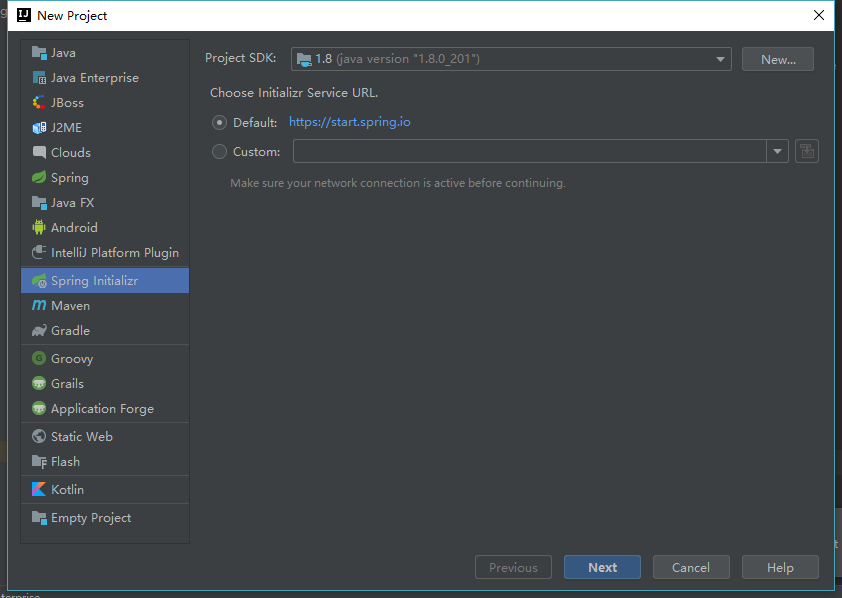 New Project
Java
Java Enterprise
JBoss
J2ME
Clouds
Spring
Java FX
Android
IntelliJ Platform Plugin
Spring Initializr
Maven
Gradle
Groovy
Grails
Application Forge
Static Web
Flash
Kotlin
Empty Project
Project SDK: 1.8 (java version "1.8.0_201") New...
Choose Initializr Service URL.
Default: https://start.spring.io
Custom:
Make sure your network connection is active before continuing.
Previous Next Cancel Help